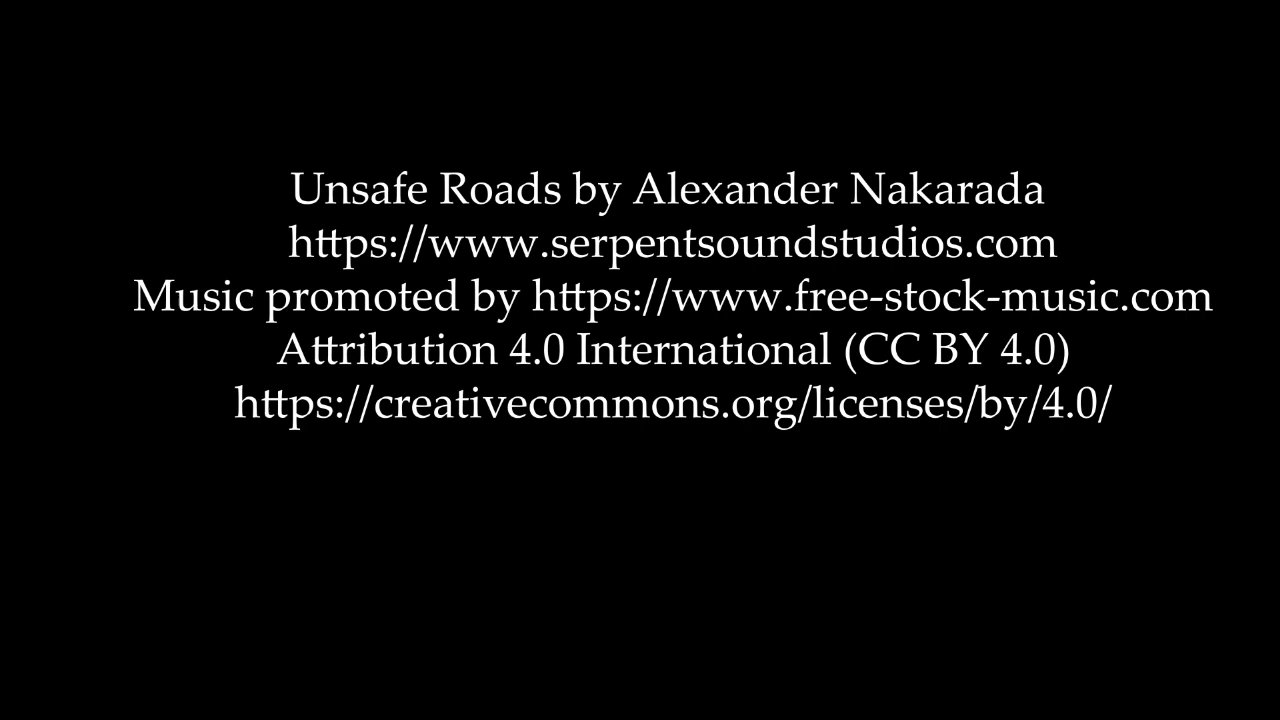 Unsafe Roads by Alexander Nakarada
https://www.serpentsoundstudios.com
Music promoted by https://www.free-stock-music.com
Attribution 4.0 International (CC BY 4.0)
https://creativecommons.org/licenses/by/4.0/